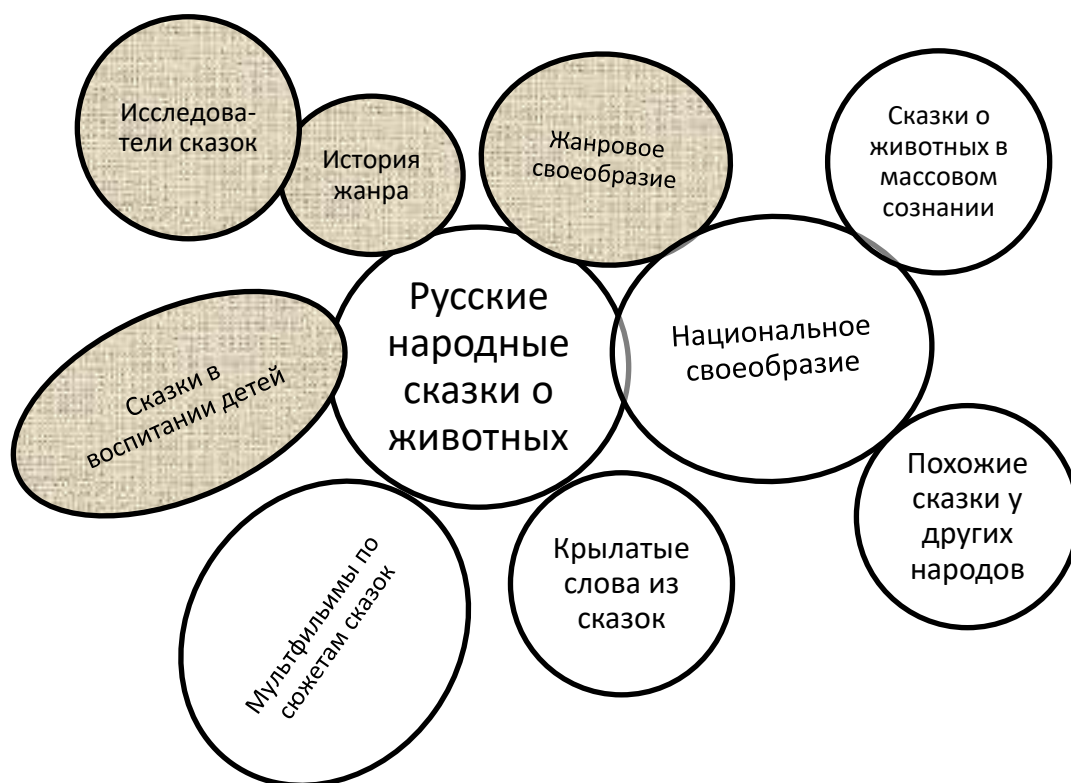 Исследова-
тели сказок
История
жанра
Жанровое
своеобразие
Сказки о
животных в
массовом
сознании
Русские
народные
сказки о
животных
Национальное
своеобразие
Сказки в
воспитании детей
Мультфильимы по
сюжетам сказок
Крылатые
слова из
сказок
Похожие
сказки у
других
народов